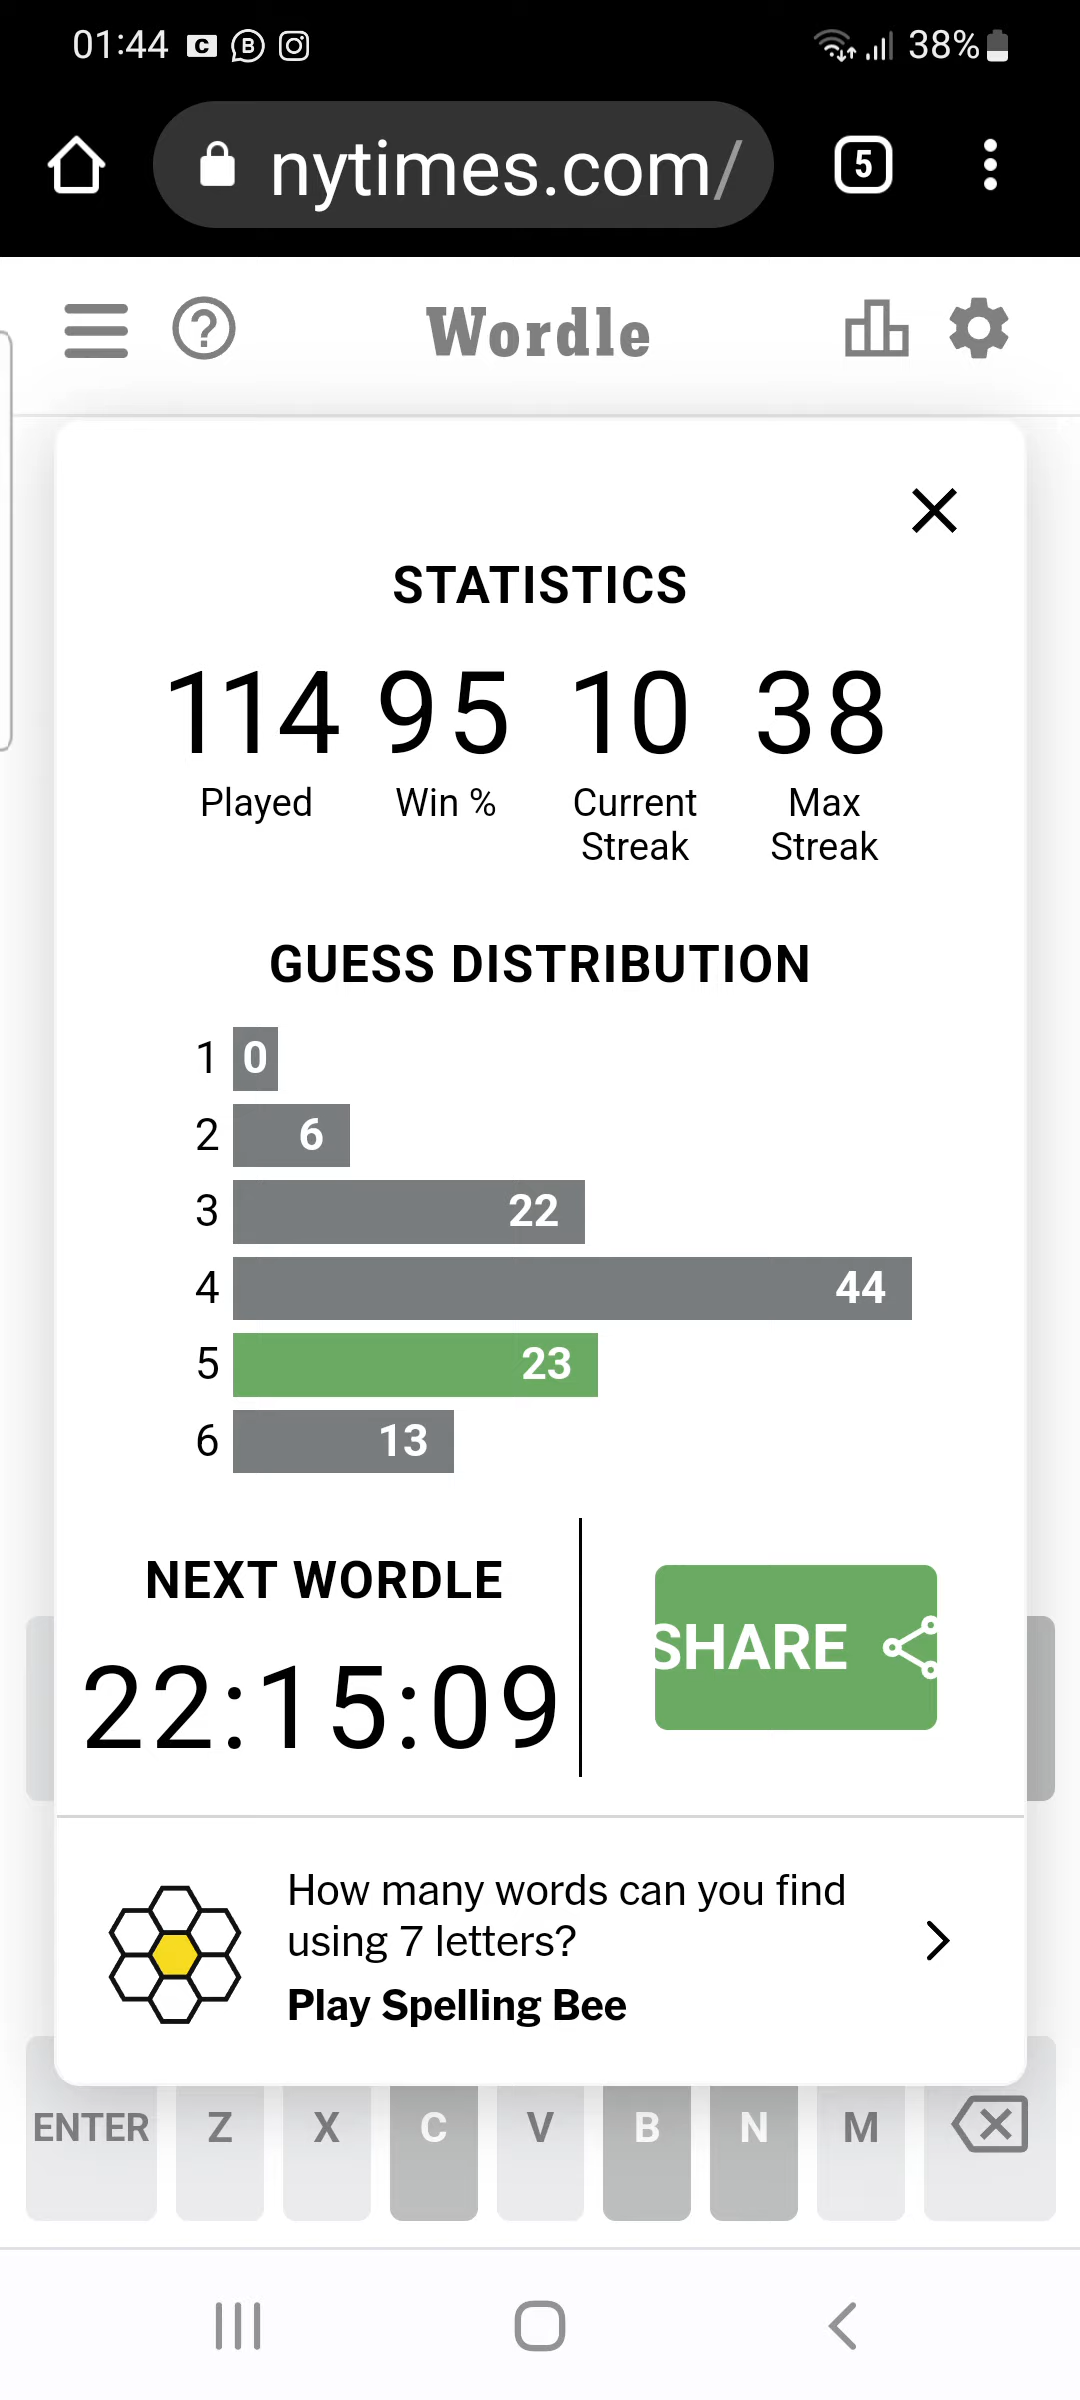 01:44 C B 38%
nytimes.com/ 5
? Wordle
STATISTICS
114 95 10 38
Played Win % Current Streak Max Streak
GUESS DISTRIBUTION
1 0
2 6
3 22
4 44
5 23
6 13
NEXT WORDLE
22:15:09
SHARE
How many words can you find
using 7 letters?
Play Spelling Bee
ENTER Z X C V B N M